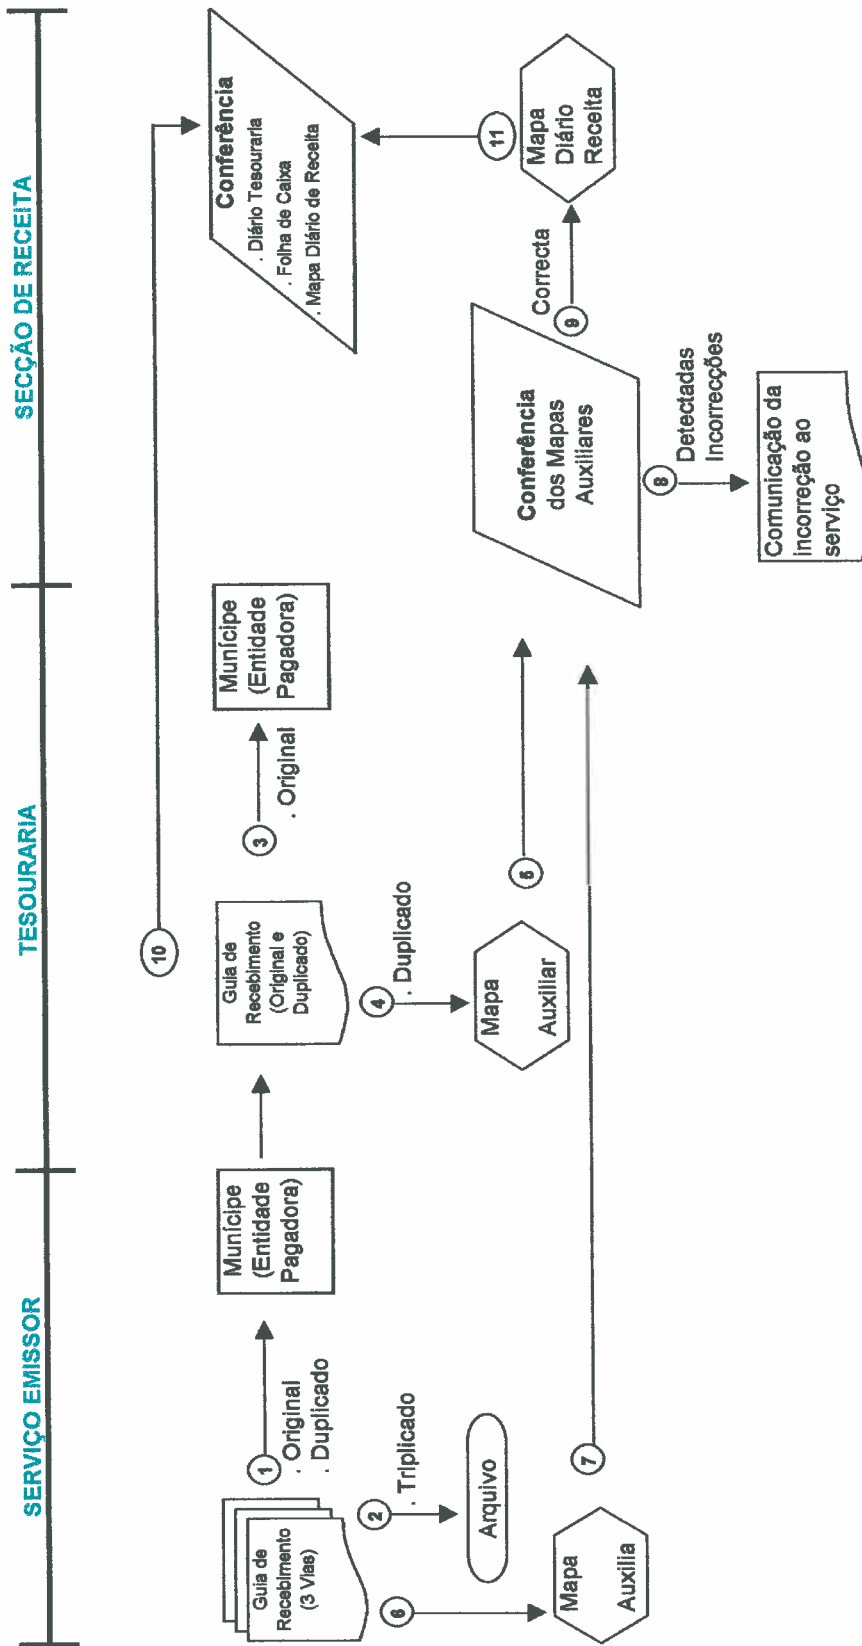 SERVIÇO EMISSOR
TESOURARIA
SECÇÃO DE RECEITA
Guia de
Recebimento
(3 Vias)
1
. Original
. Duplicado
2
. Triplicado
Arquivo
6
Mapa
Auxilia
7
Munícipe
(Entidade
Pagadora)
10
Guia de
Recebimento
(Original e
Duplicado)
3
. Original
Munícipe
(Entidade
Pagadora)
4
. Duplicado
Mapa
Auxiliar
5
Conferência
. Diário Tesouraria
. Folha de Caixa
. Mapa Diário de Receita
11
Mapa
Diário
Receita
Conferência
dos Mapas
Auxiliares
9
Correcta
8
Detectadas
Incorrecções
Comunicação da
incorreção ao
serviço